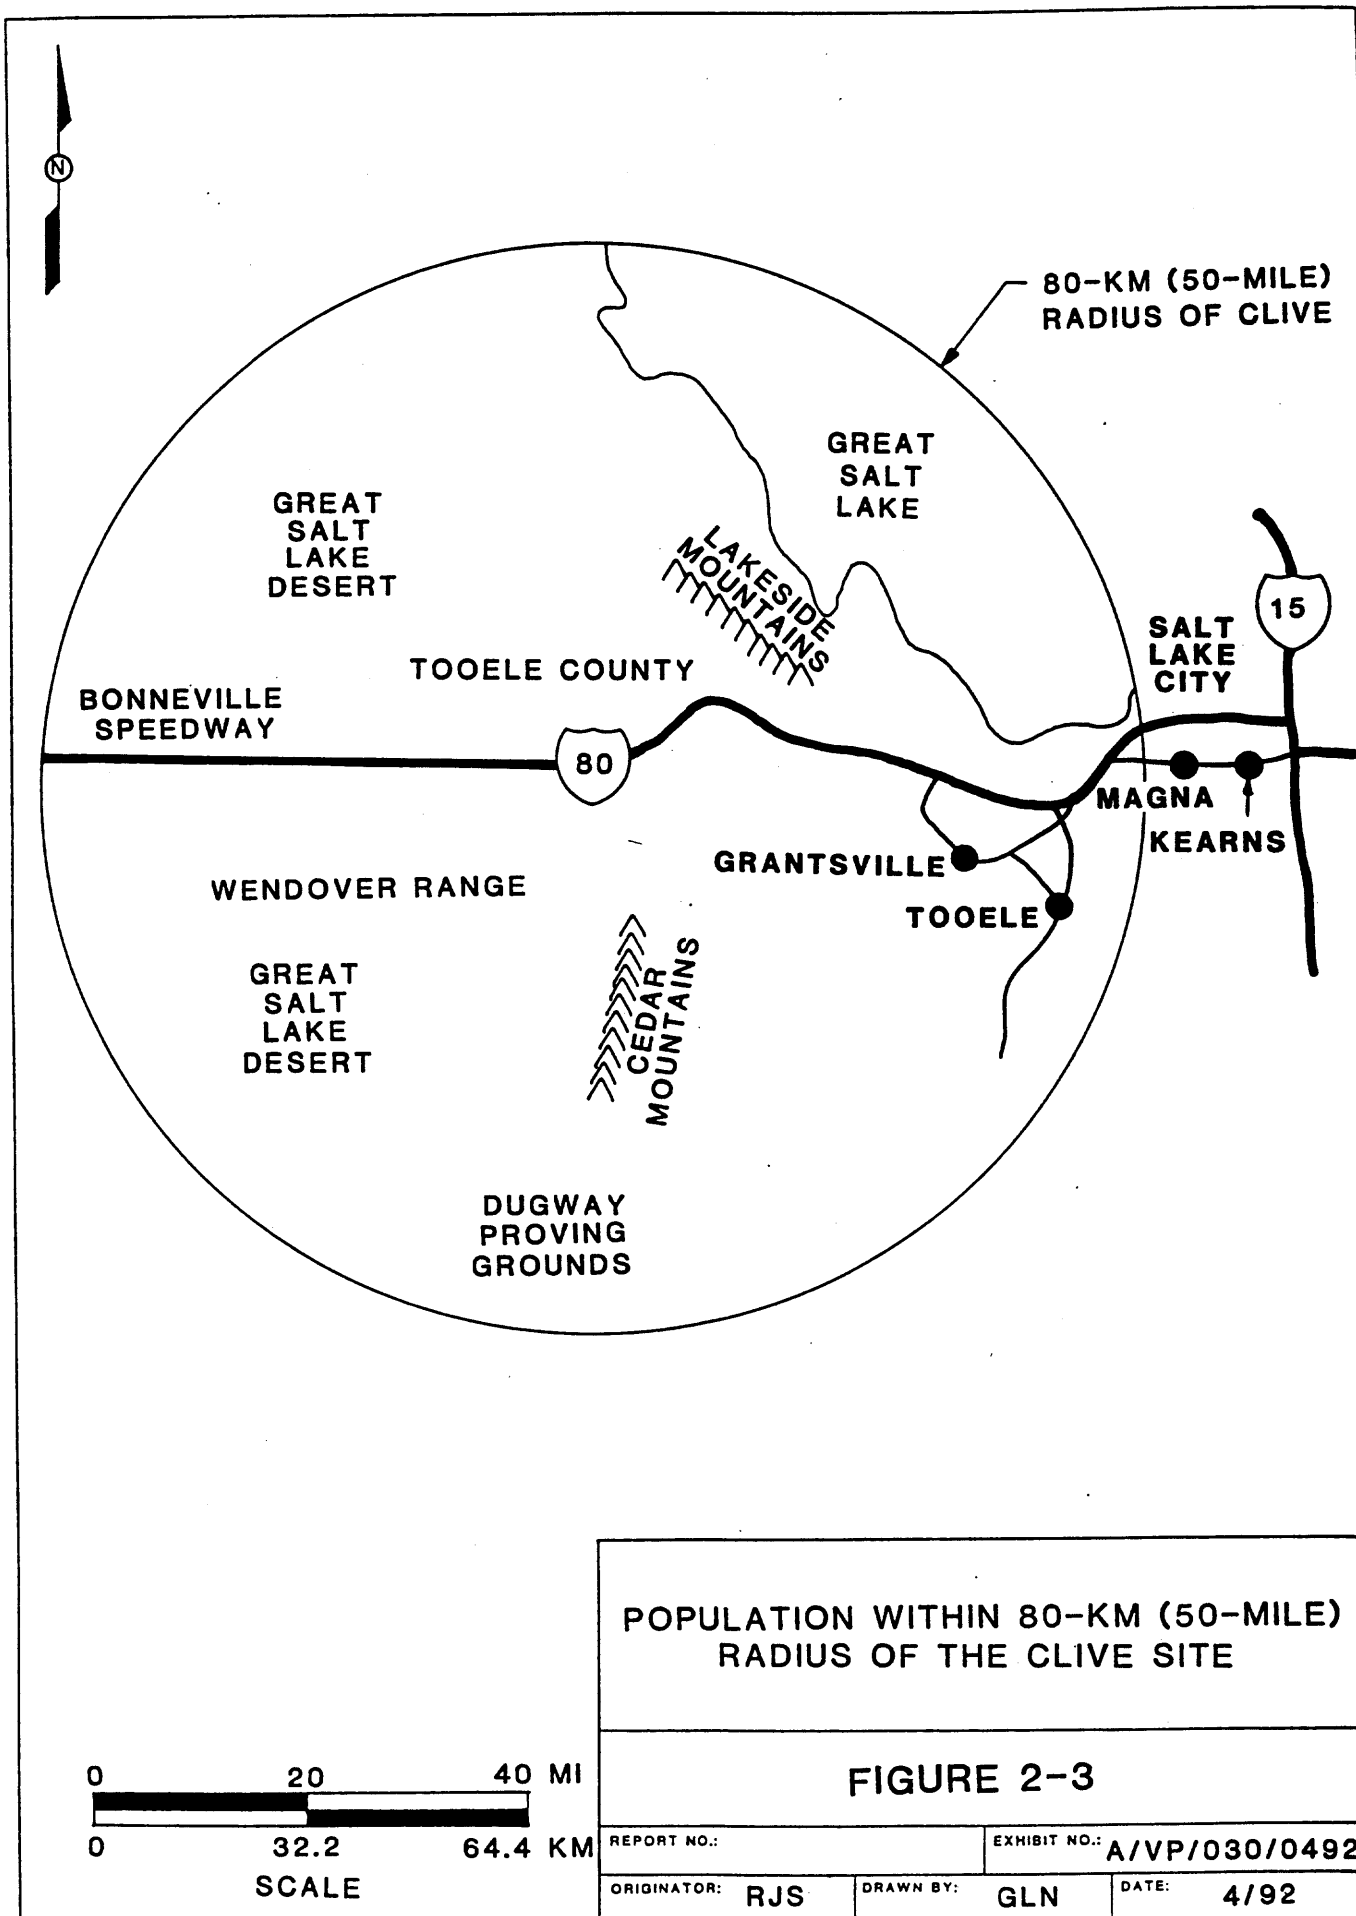 N
80-KM (50-MILE)
RADIUS OF CLIVE
GREAT
SALT
LAKE
GREAT
SALT
LAKE
DESERT
LAKESIDE
MOUNTAINS
15
SALT
LAKE
CITY
TOOELE COUNTY
BONNEVILLE
SPEEDWAY
80
MAGNA
KEARNS
GRANTSVILLE
TOOELE
WENDOVER RANGE
GREAT
SALT
LAKE
DESERT
CEDAR
MOUNTAINS
DUGWAY
PROVING
GROUNDS
POPULATION WITHIN 80-KM (50-MILE)
RADIUS OF THE CLIVE SITE
FIGURE 2-3
0 20 40 MI
0 32.2 64.4 KM
SCALE
REPORT NO.:
EXHIBIT NO.: A/VP/030/0492
ORIGINATOR: RJS
DRAWN BY: GLN
DATE: 4/92